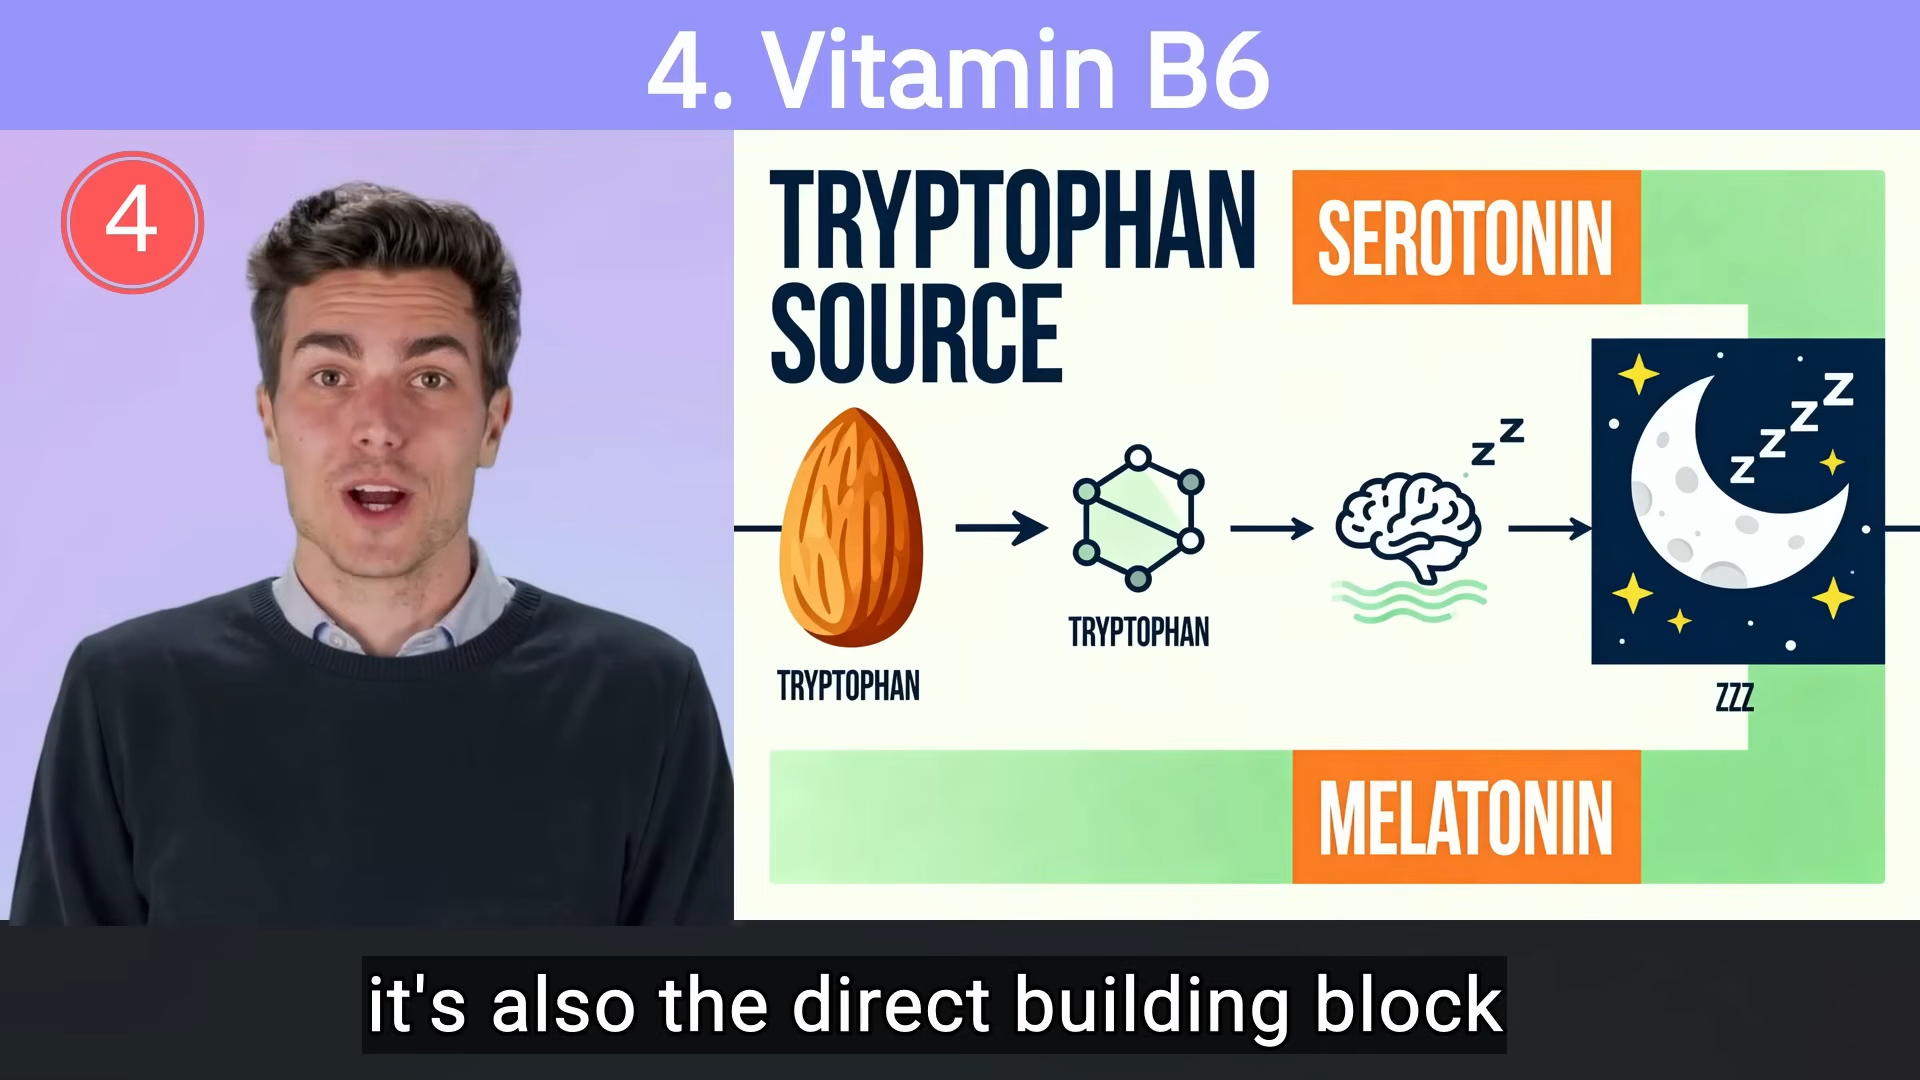 4. Vitamin B6
4
TRYPTOPHAN
SOURCE
SEROTONIN
z z
z z z z
TRYPTOPHAN
TRYPTOPHAN
ZZZ
MELATONIN
it's also the direct building block